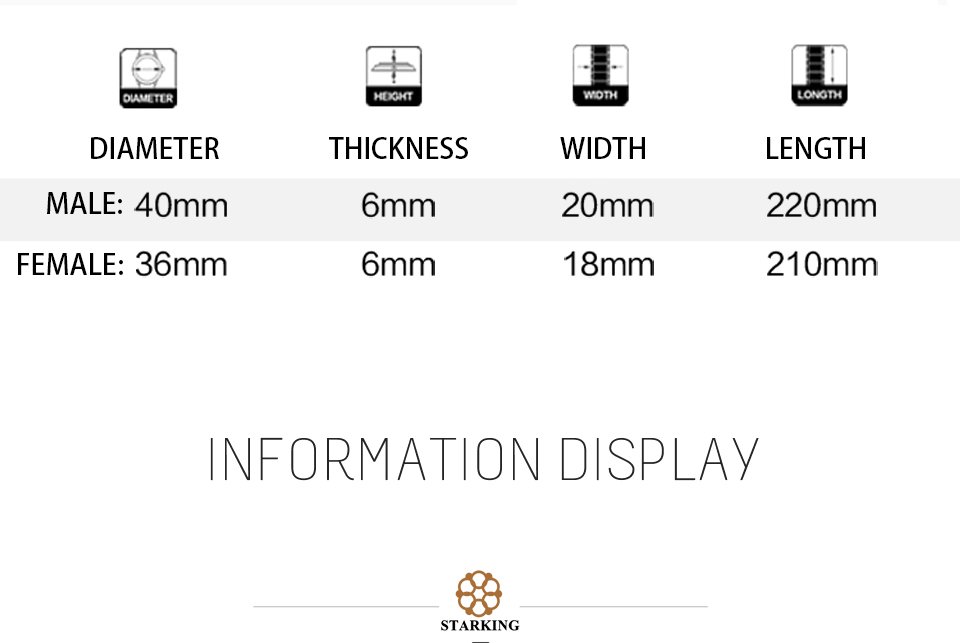 DIAMETER HEIGHT WIDTH LENGTH
DIAMETER THICKNESS WIDTH LENGTH
MALE: 40mm 6mm 20mm 220mm
FEMALE: 36mm 6mm 18mm 210mm
INFORMATION DISPLAY
STARKING